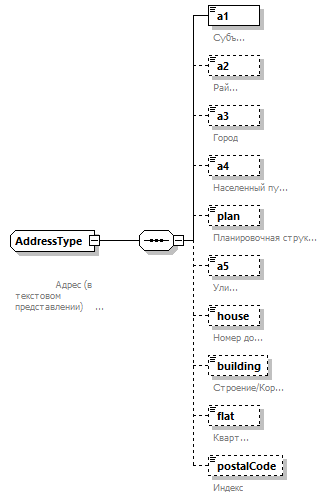 a1
Субъ...
a2
Рай...
a3
Город
a4
Населенный пу...
plan
Планировочная струк...
a5
Ули...
house
Номер до...
building
Строение/Кор...
flat
Кварт...
postalCode
Индекс
AddressType
Адрес (в
текстовом
представлении) ...